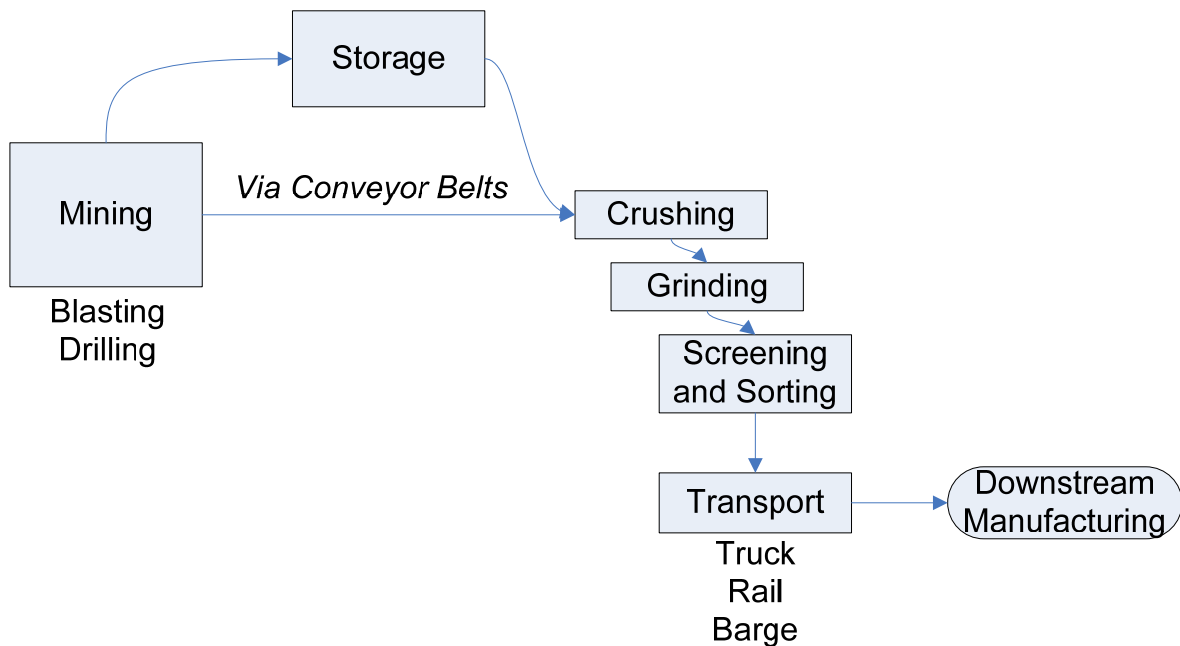 Storage
Mining
Via Conveyor Belts
Blasting
Drilling
Crushing
Grinding
Screening
and Sorting
Transport
Truck
Rail
Barge
Downstream
Manufacturing